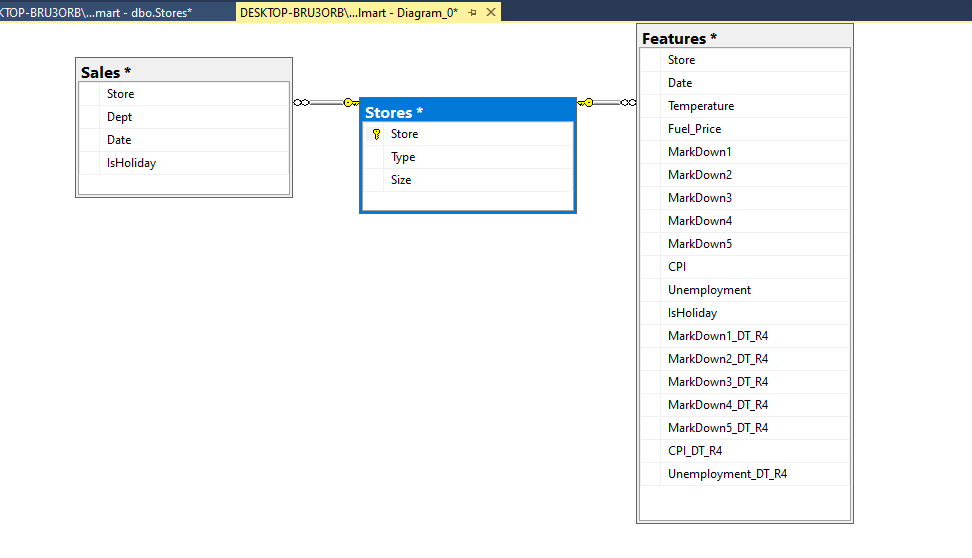 KTOP-BRU3ORB\...mart - dbo.Stores*
DESKTOP-BRU3ORB\...lmart - Diagram_0*
Sales *
Store
Dept
Date
IsHoliday
Stores *
Store
Type
Size
Features *
Store
Date
Temperature
Fuel_Price
MarkDown1
MarkDown2
MarkDown3
MarkDown4
MarkDown5
CPI
Unemployment
IsHoliday
MarkDown1_DT_R4
MarkDown2_DT_R4
MarkDown3_DT_R4
MarkDown4_DT_R4
MarkDown5_DT_R4
CPI_DT_R4
Unemployment_DT_R4